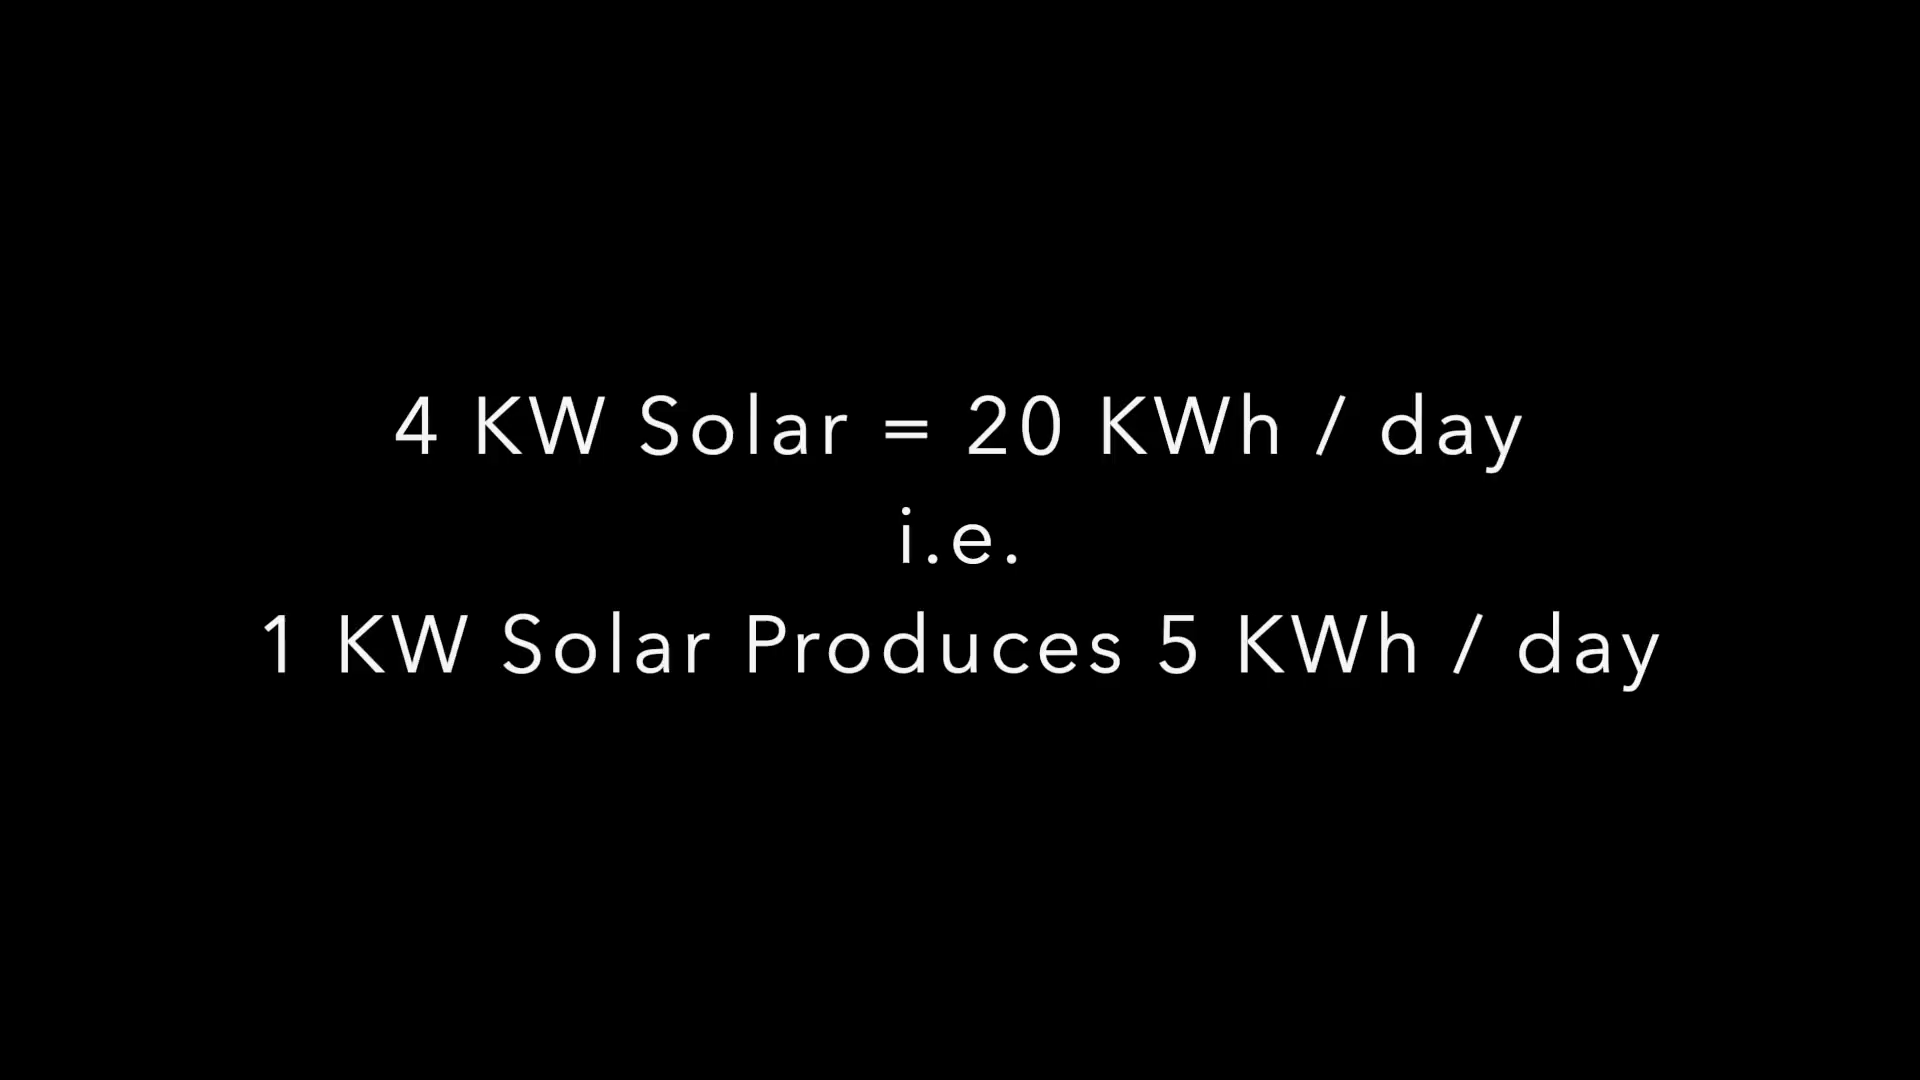 4 KW Solar = 20 KWh / day
i.e.
1 KW Solar Produces 5 KWh / day